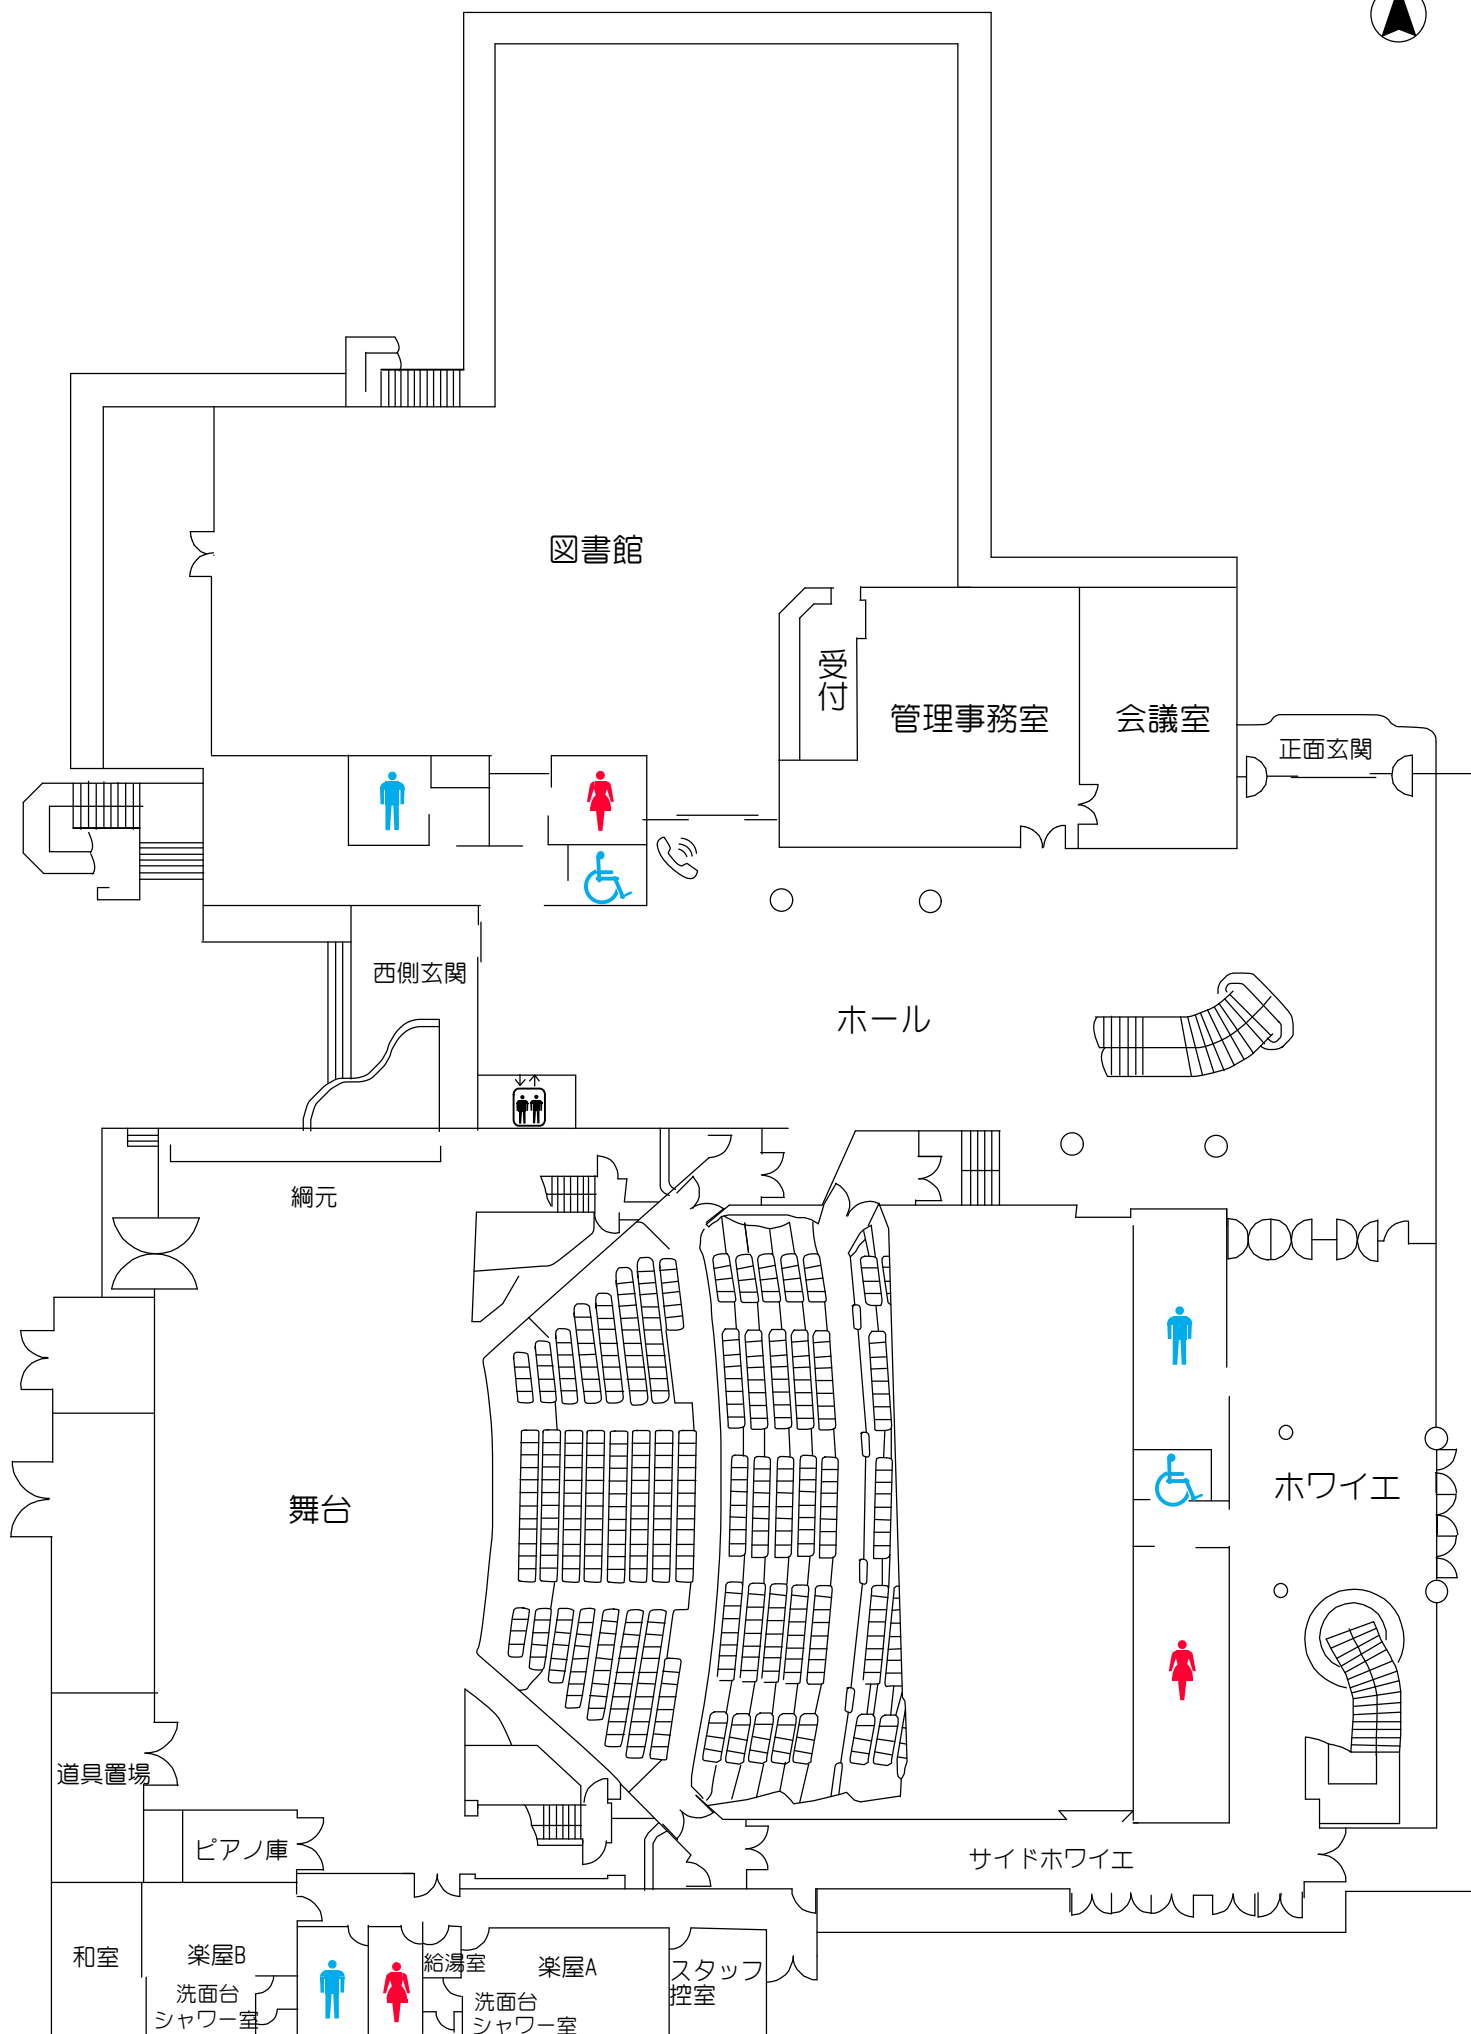 図書館
受付
管理事務室
会議室
正面玄関
西側玄関
ホール
綱元
舞台
ホワイエ
道具置場
ピアノ庫
サイドホワイエ
和室
楽屋B
洗面台
シャワー室
給湯室
楽屋A
洗面台
シャワー室
スタッフ
控室